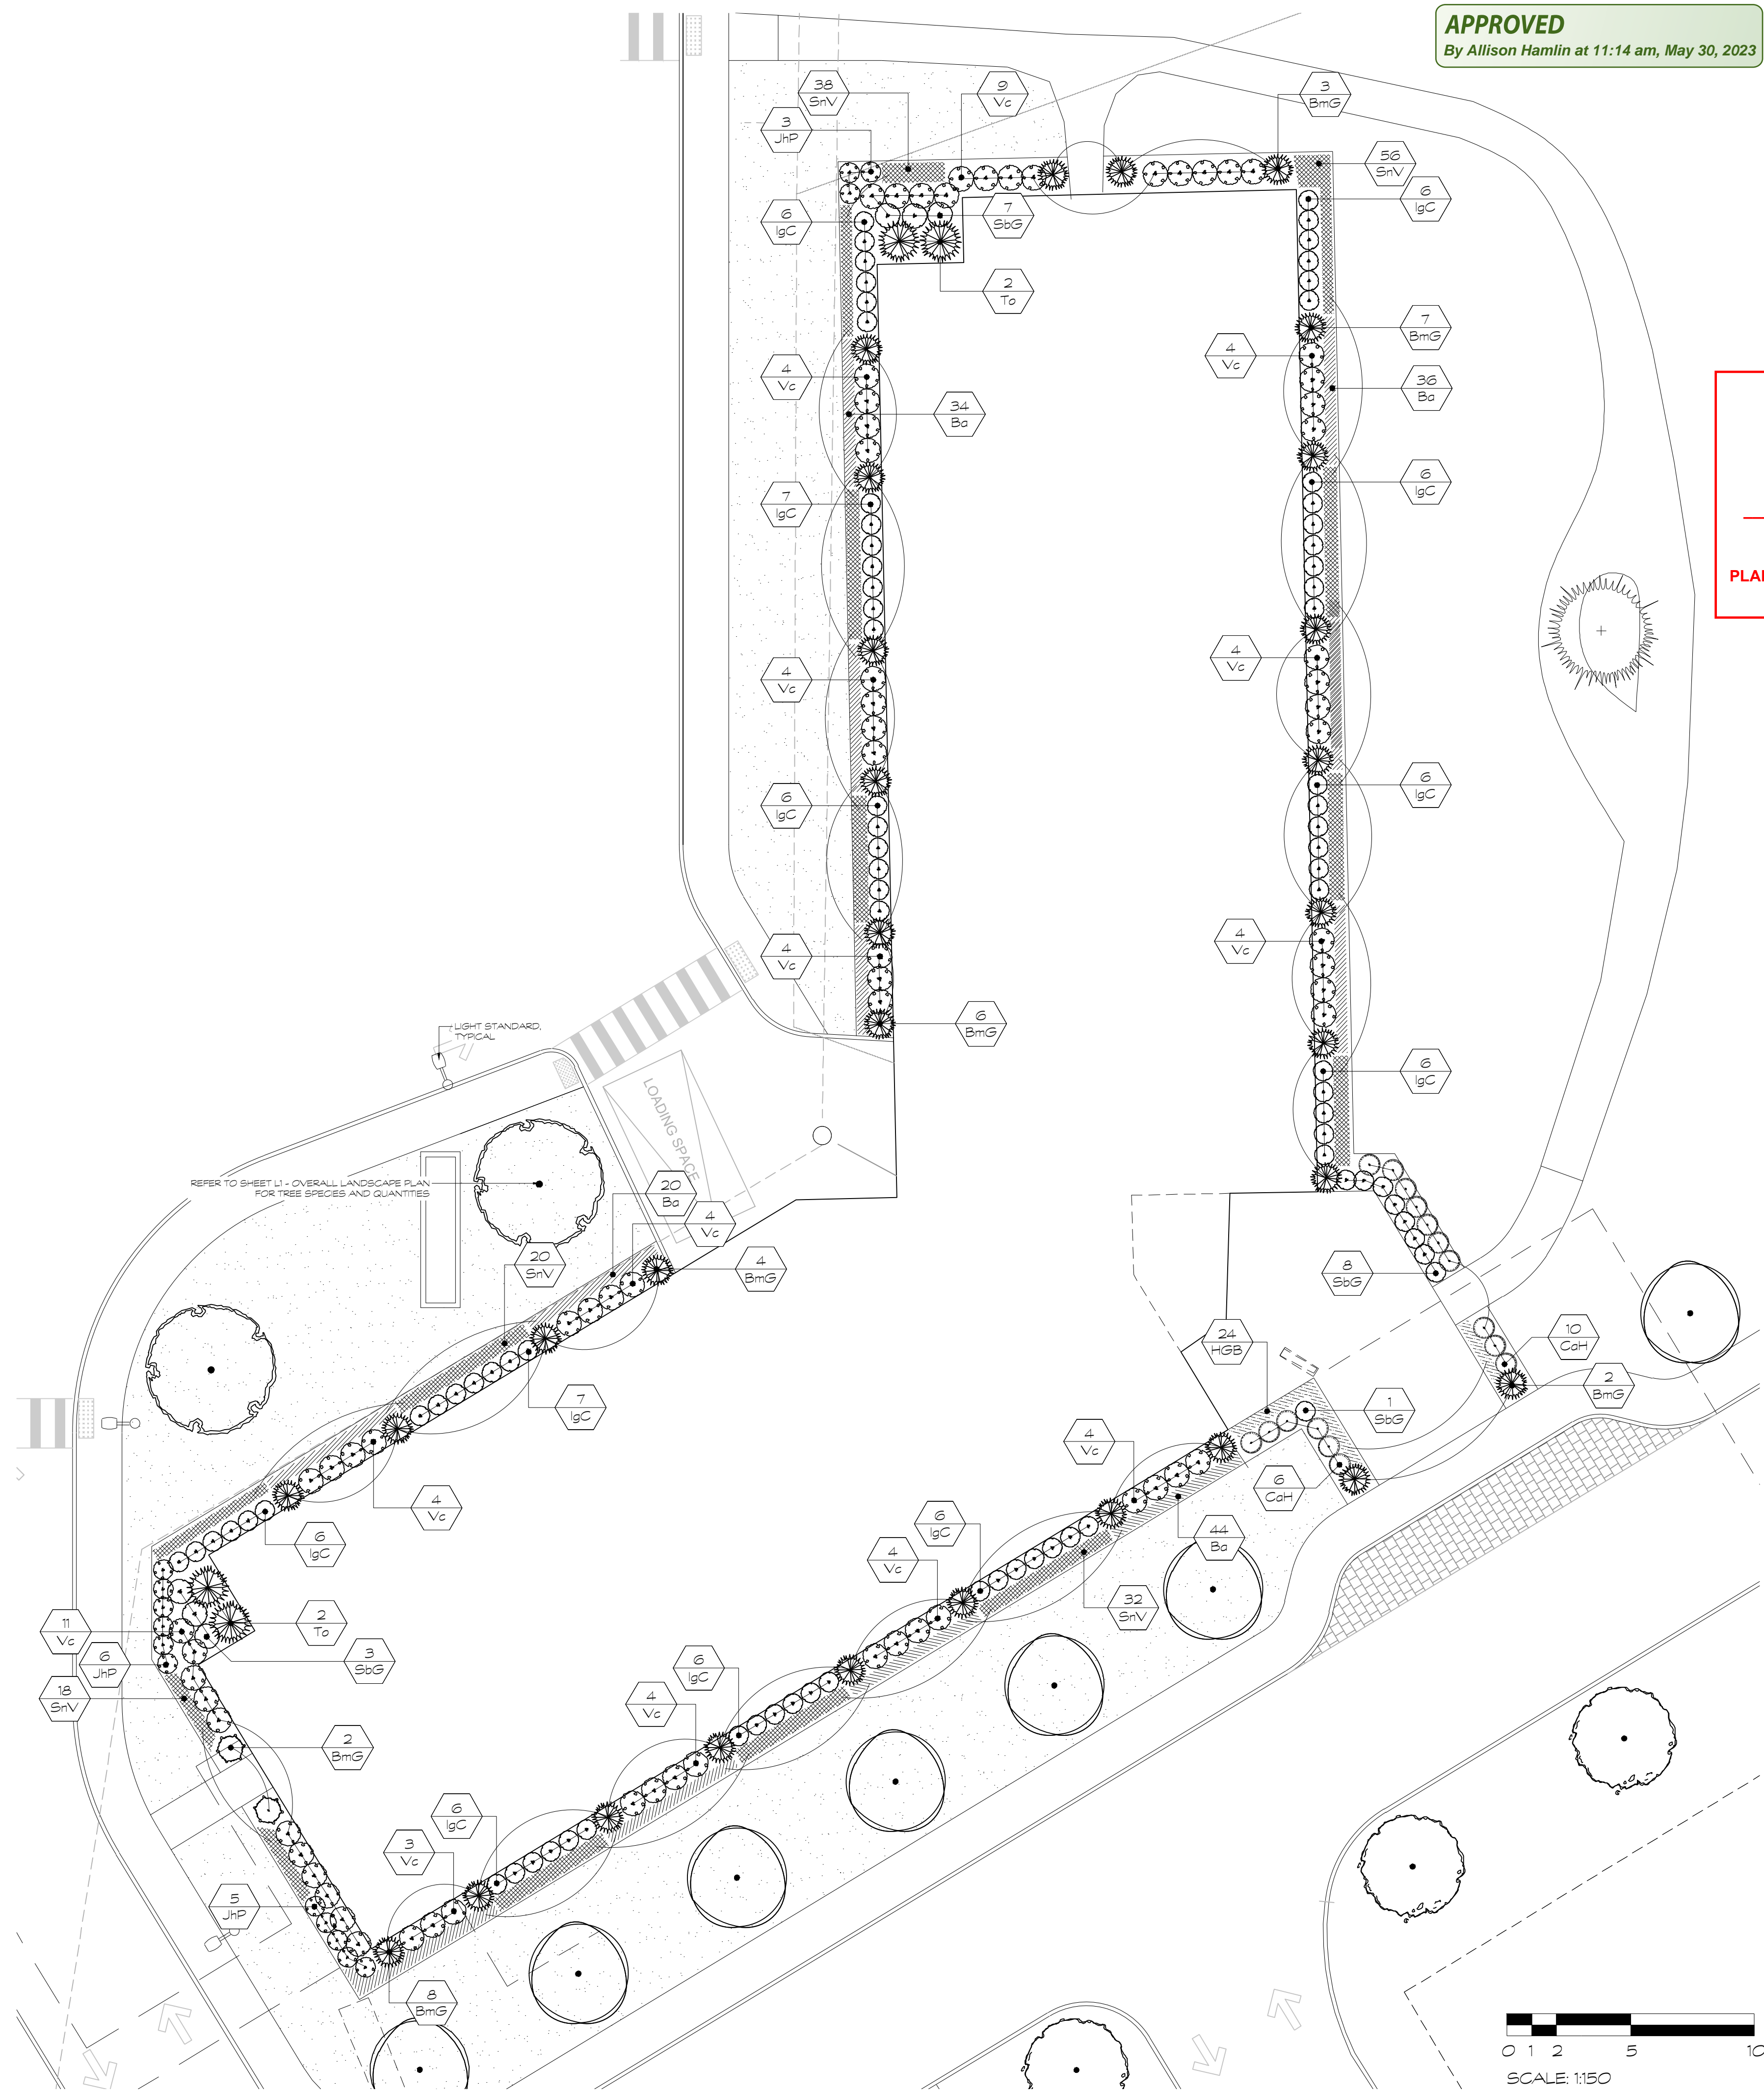 APPROVED
By Allison Hamlin at 11:14 am, May 30, 2023
38
SnV
9
Vc
3
BmG
3
JhP
56
SnV
6
IgC
6
IgC
7
SbG
2
To
7
BmG
4
Vc
4
Vc
36
Ba
34
Ba
6
IgC
7
IgC
PLAN
4
Vc
4
Vc
6
IgC
6
IgC
4
Vc
4
Vc
6
BmG
LIGHT STANDARD,
TYPICAL
6
IgC
LOADING SPACE
REFER TO SHEET L1 - OVERALL LANDSCAPE PLAN
FOR TREE SPECIES AND QUANTITIES
20
Ba
4
Vc
20
SnV
4
BmG
8
SbG
24
HGB
10
CaH
2
BmG
7
IgC
1
SbG
4
Vc
6
CaH
4
Vc
6
IgC
6
IgC
44
Ba
4
Vc
32
SnV
11
Vc
2
To
6
JhP
3
SbG
6
IgC
18
SnV
4
Vc
2
BmG
6
IgC
3
Vc
5
JhP
8
BmG
0 1 2 5 10
SCALE: 1:150